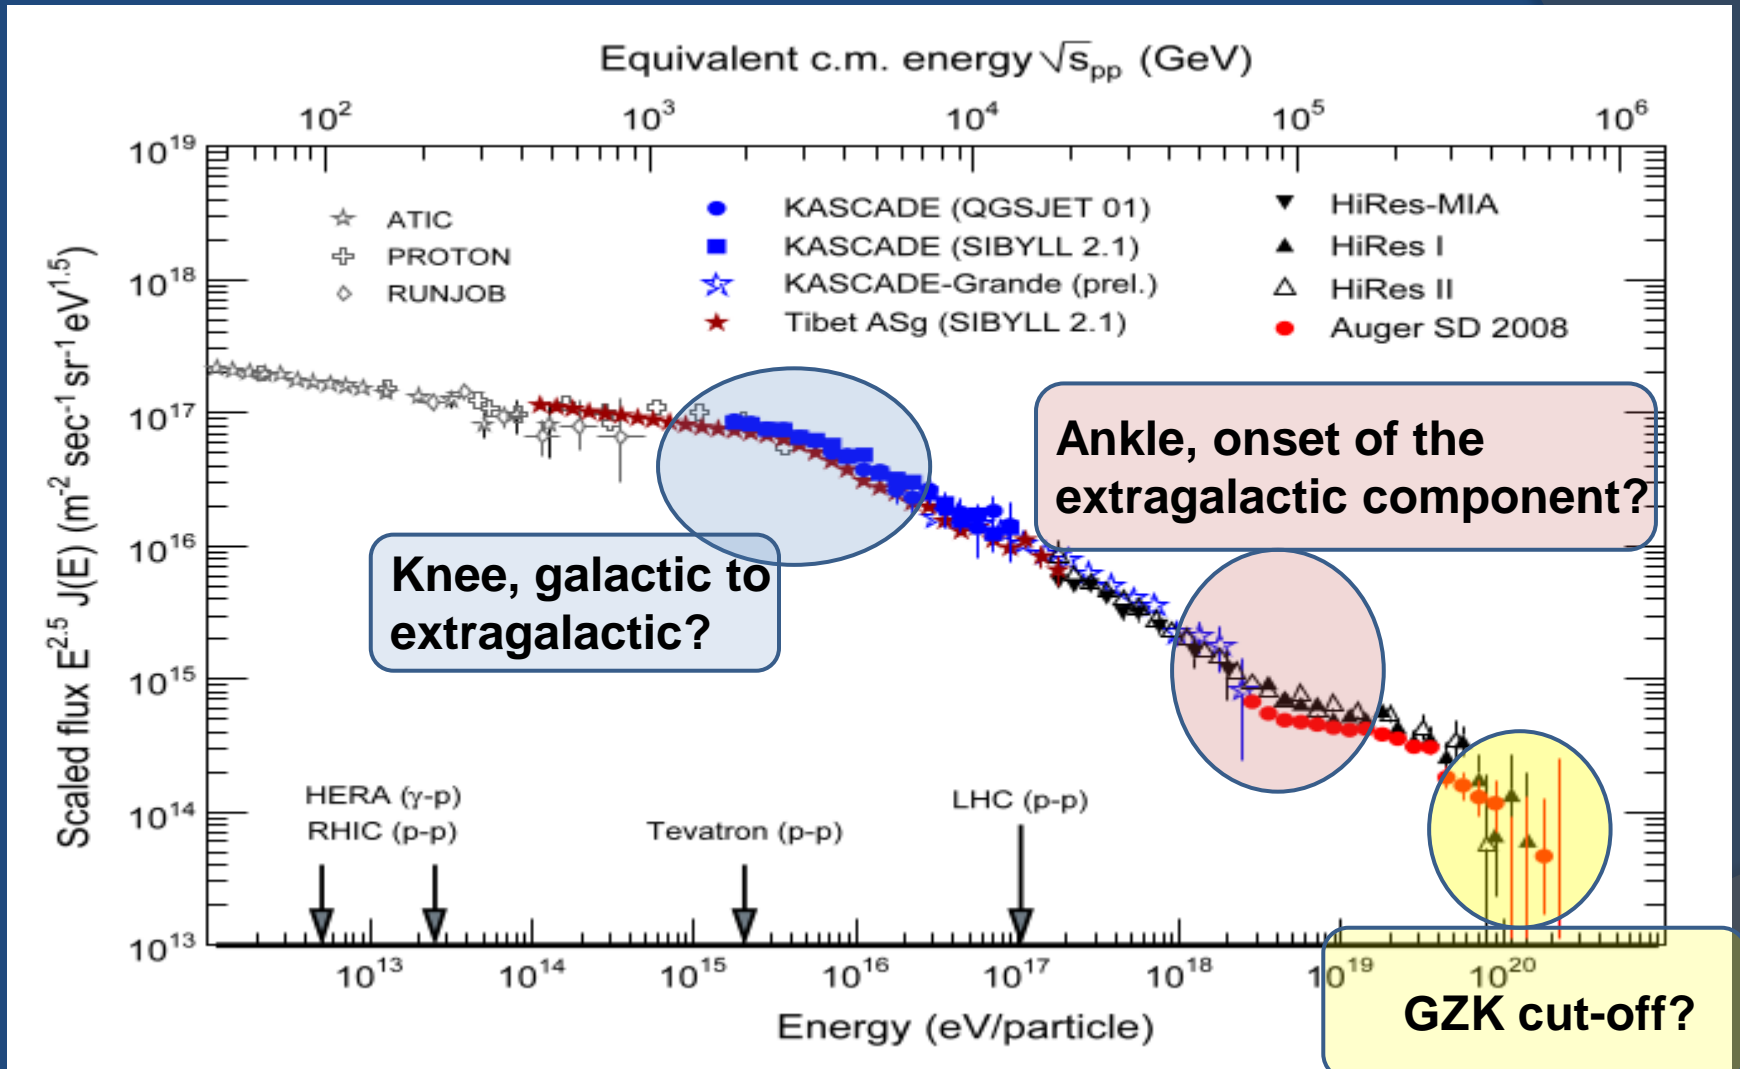 Equivalent c.m. energy √s_pp (GeV)
10² 10³ 10⁴ 10⁵ 10⁶
10¹⁹
10¹⁸
10¹⁷
10¹⁶
10¹⁵
10¹⁴
10¹³
Scaled flux E^2.5 J(E) (m⁻² sec⁻¹ sr⁻¹ eV^1.5)
ATIC
PROTON
RUNJOB
KASCADE (QGSJET 01)
KASCADE (SIBYLL 2.1)
KASCADE-Grande (prel.)
Tibet ASg (SIBYLL 2.1)
HiRes-MIA
HiRes I
HiRes II
Auger SD 2008
Ankle, onset of the
extragalactic component?
Knee, galactic to
extragalactic?
HERA (γ-p)
RHIC (p-p)
Tevatron (p-p)
LHC (p-p)
10¹³ 10¹⁴ 10¹⁵ 10¹⁶ 10¹⁷ 10¹⁸ 10¹⁹ 10²⁰
Energy (eV/particle)
GZK cut-off?